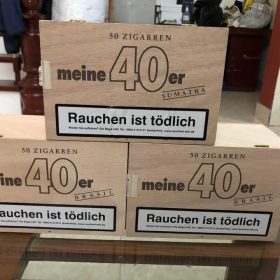 50 ZIGARREN
meine 40er
SUMATRA
Rauchen ist tödlich
50 ZIGARREN
meine 40er
BRASIL
Rauchen ist tödlich
50 ZIGARREN
meine 40er
BRASIL
Rauchen ist tödlich